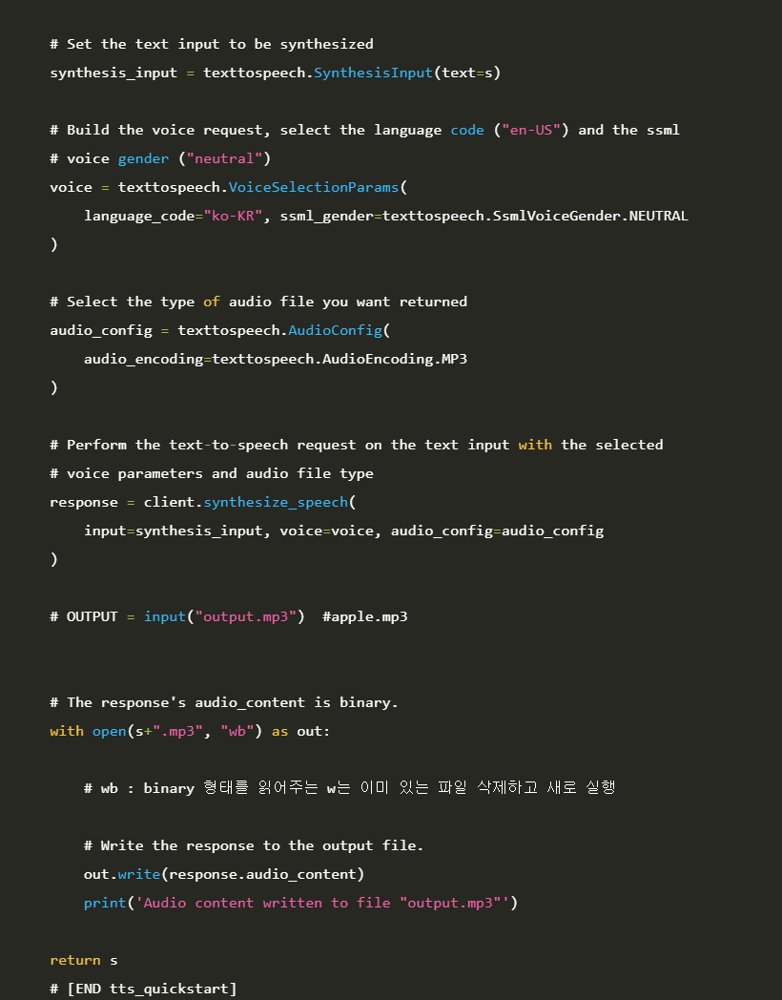 # Set the text input to be synthesized
synthesis_input = texttospeech.SynthesisInput(text=s)
# Build the voice request, select the language code ("en-US") and the ssml
# voice gender ("neutral")
voice = texttospeech.VoiceSelectionParams(
    language_code="ko-KR", ssml_gender=texttospeech.SsmlVoiceGender.NEUTRAL
)
# Select the type of audio file you want returned
audio_config = texttospeech.AudioConfig(
    audio_encoding=texttospeech.AudioEncoding.MP3
)
# Perform the text-to-speech request on the text input with the selected
# voice parameters and audio file type
response = client.synthesize_speech(
    input=synthesis_input, voice=voice, audio_config=audio_config
)
# OUTPUT = input("output.mp3")  #apple.mp3
# The response's audio_content is binary.
with open(s+".mp3", "wb") as out:
    # wb : binary 형태를 읽어주는 w는 이미 있는 파일 삭제하고 새로 실행
    # Write the response to the output file.
    out.write(response.audio_content)
    print('Audio content written to file "output.mp3"')
return s
# [END tts_quickstart]